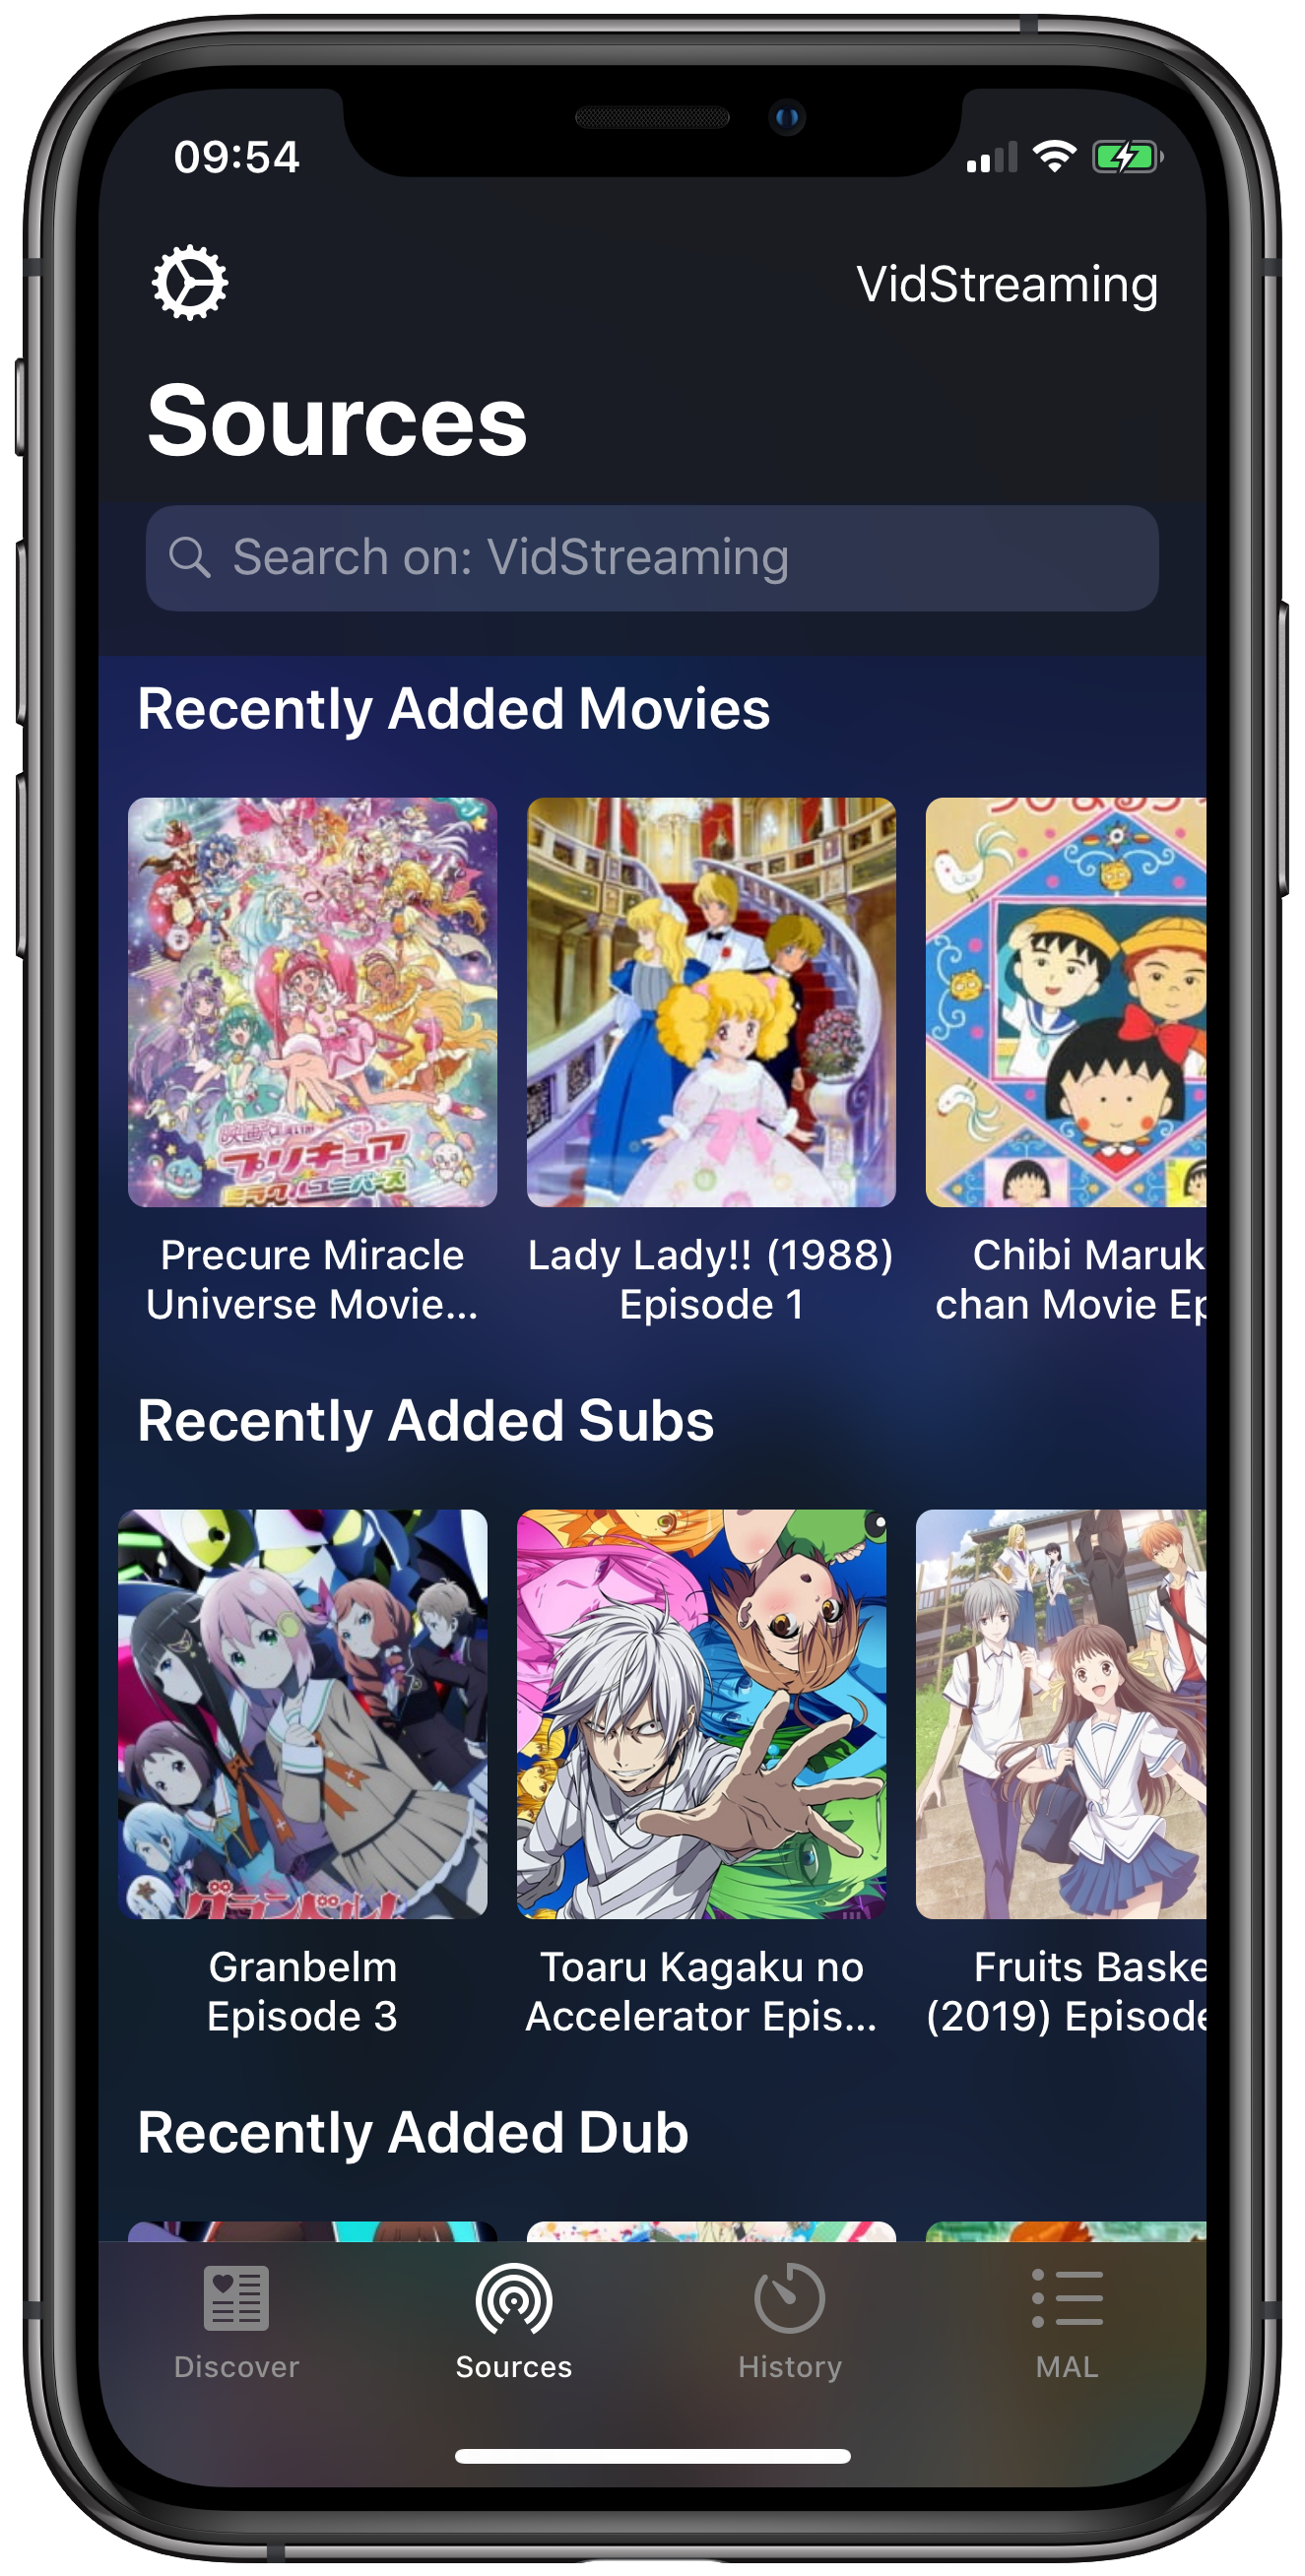 09:54
VidStreaming
Sources
Search on: VidStreaming
Recently Added Movies
映画
プリキュア
ミラクルユニバース
Precure Miracle
Universe Movie...
Lady Lady!! (1988)
Episode 1
Chibi Maruk
chan Movie Ep
Recently Added Subs
グランベルム
Granbelm
Episode 3
Toaru Kagaku no
Accelerator Epis...
Fruits Baske
(2019) Episode
Recently Added Dub
Discover
Sources
History
MAL